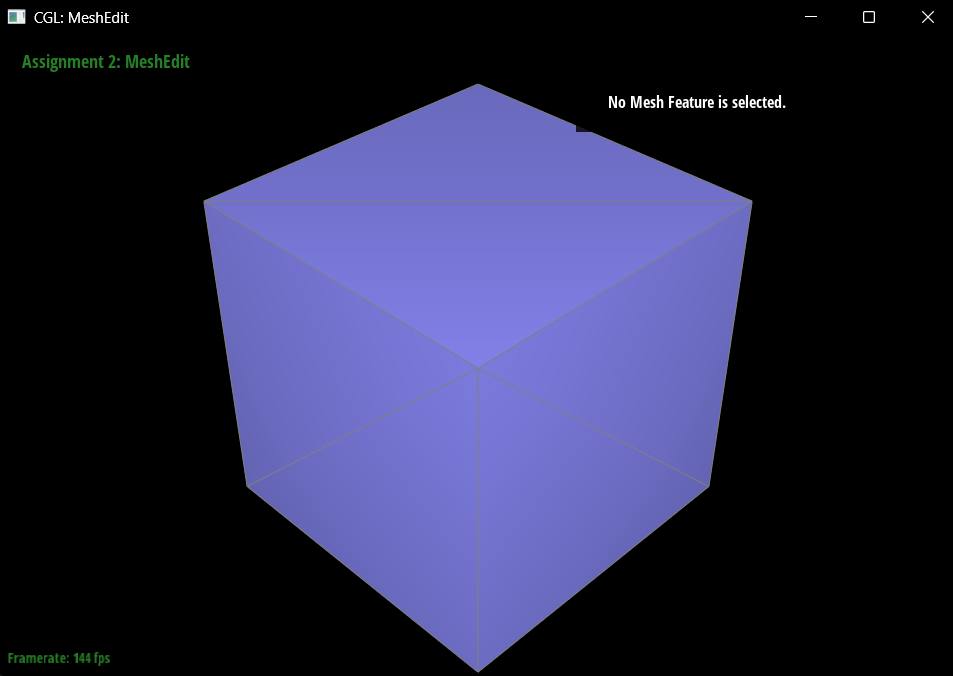 CGL: MeshEdit
Assignment 2: MeshEdit
No Mesh Feature is selected.
Framerate: 144 fps